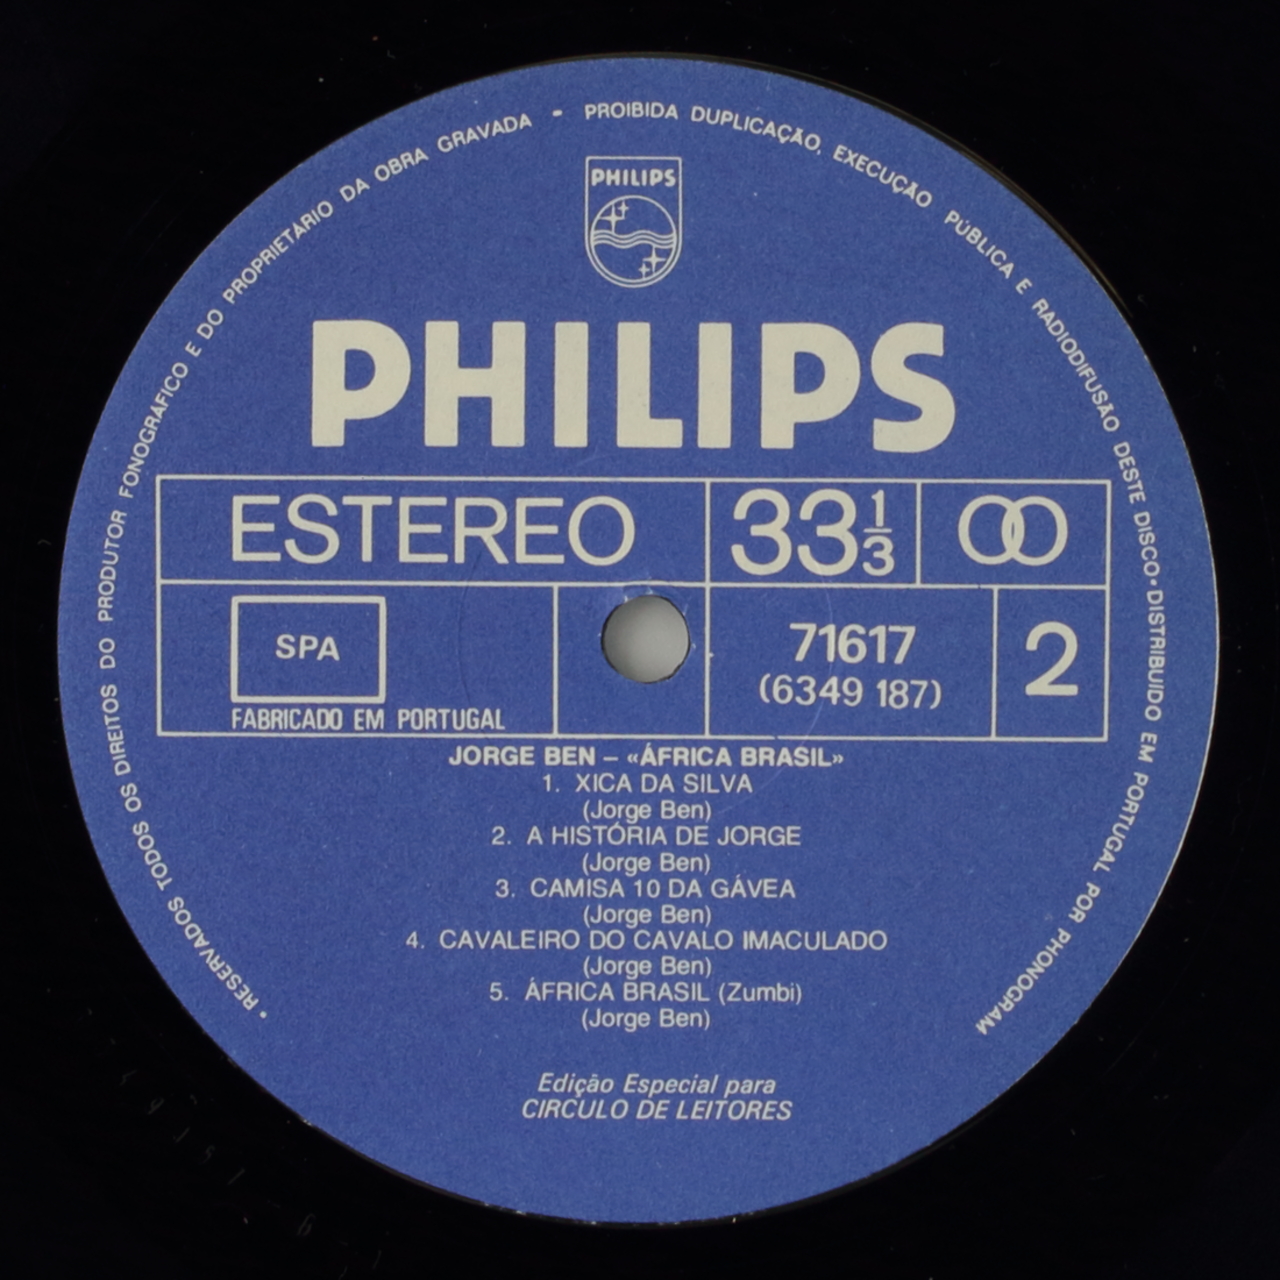 • RESERVADOS TODOS OS DIREITOS DO PRODUTOR FONOGRÁFICO E DO PROPRIETÁRIO DA OBRA GRAVADA - PROIBIDA DUPLICAÇÃO, EXECUÇÃO PÚBLICA E RADIODIFUSÃO DESTE DISCO • DISTRIBUIDO EM PORTUGAL POR PHONOGRAM
PHILIPS
PHILIPS
ESTEREO 33 1/3
SPA 71617 2
(6349 187)
FABRICADO EM PORTUGAL
JORGE BEN – «ÁFRICA BRASIL»
1. XICA DA SILVA
(Jorge Ben)
2. A HISTÓRIA DE JORGE
(Jorge Ben)
3. CAMISA 10 DA GÁVEA
(Jorge Ben)
4. CAVALEIRO DO CAVALO IMACULADO
(Jorge Ben)
5. ÁFRICA BRASIL (Zumbi)
(Jorge Ben)
Edição Especial para
CIRCULO DE LEITORES